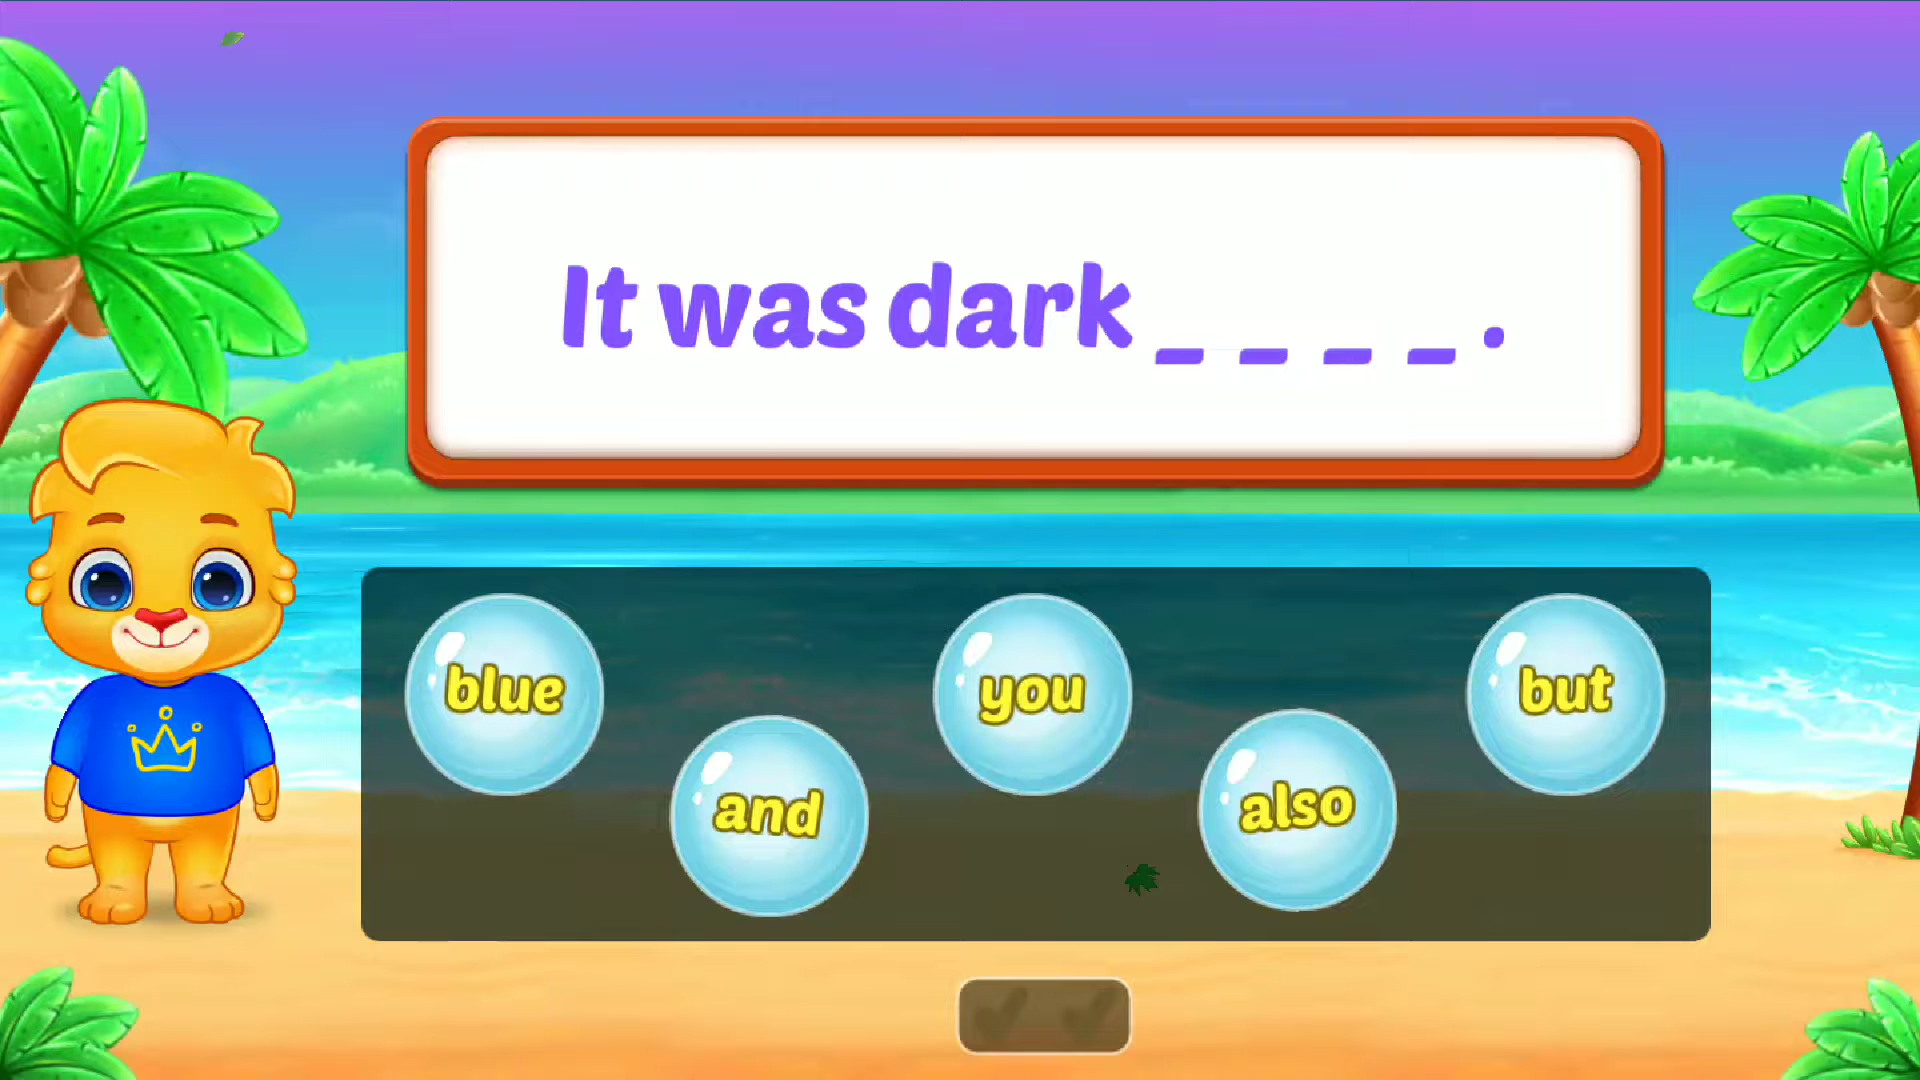 It was dark _ _ _ _ .
blue
you
but
and
also